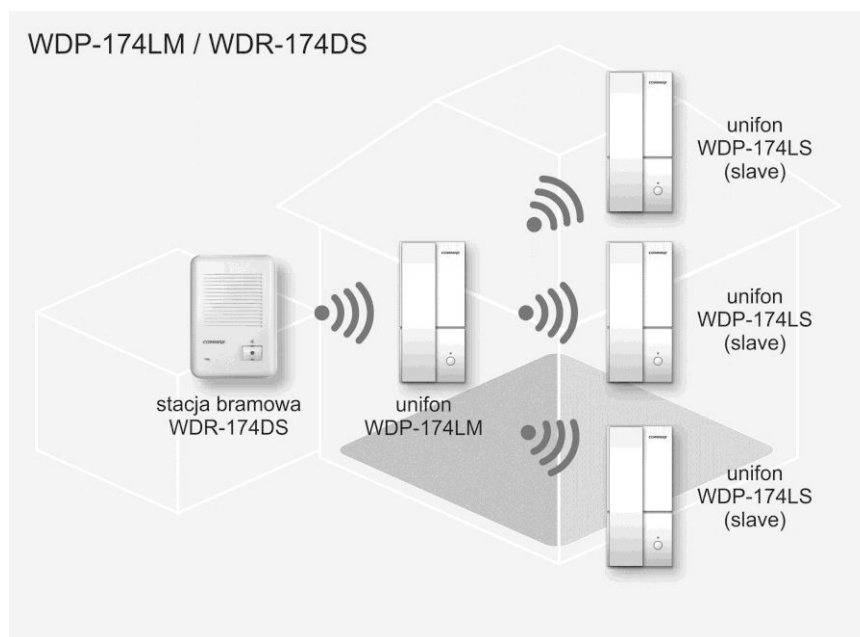 WDP-174LM / WDR-174DS
unifon
WDP-174LS
(slave)
unifon
WDP-174LS
(slave)
stacja bramowa
WDR-174DS
unifon
WDP-174LM
unifon
WDP-174LS
(slave)